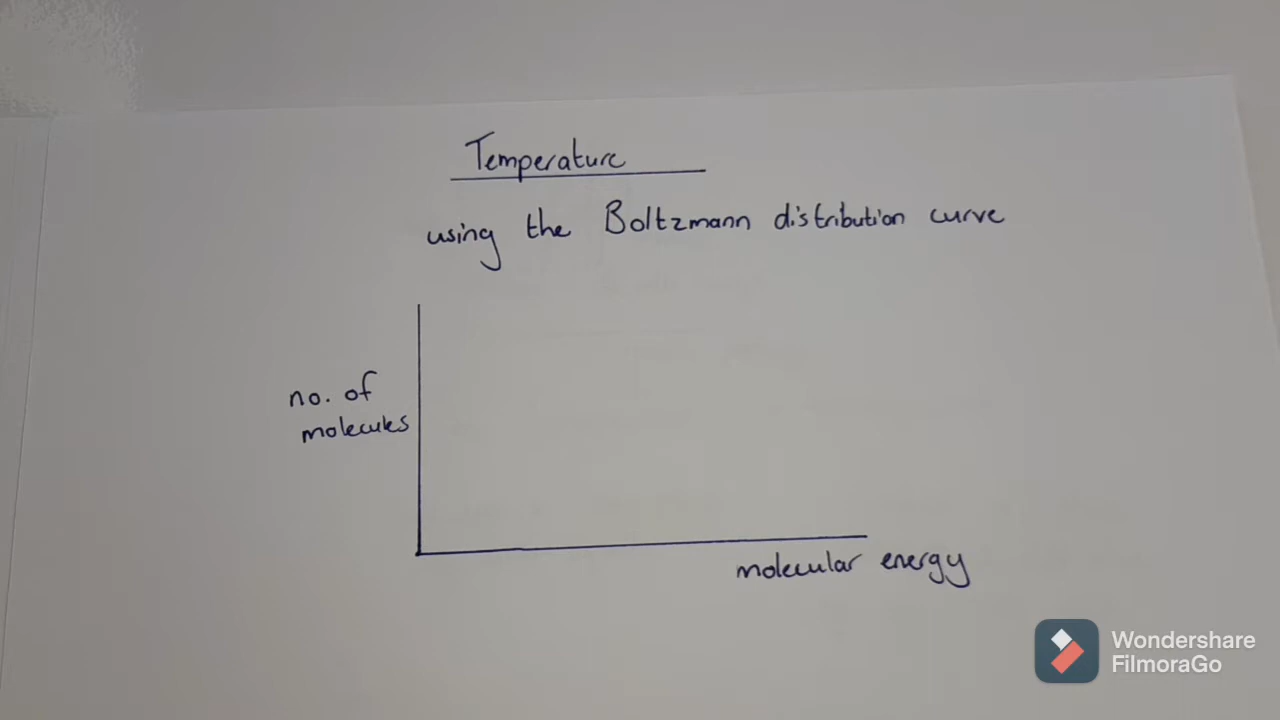 Temperature
using the Boltzmann distribution curve
no. of
molecules
molecular energy
Wondershare
FilmoraGo